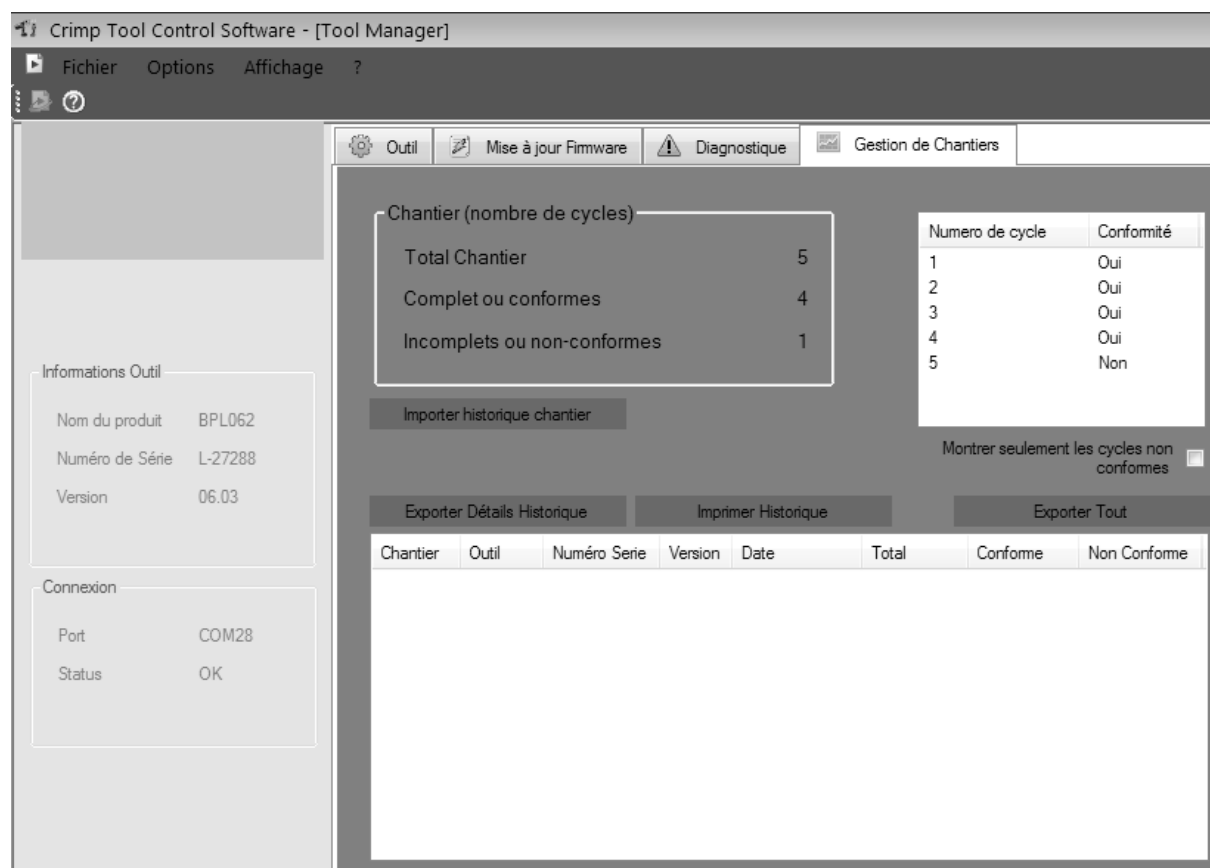 Crimp Tool Control Software - [Tool Manager]
Fichier Options Affichage ?
Outil Mise à jour Firmware Diagnostique Gestion de Chantiers
Chantier (nombre de cycles)
Total Chantier 5
Complet ou conformes 4
Incomplets ou non-conformes 1
Importer historique chantier
Numero de cycle Conformité
1 Oui
2 Oui
3 Oui
4 Oui
5 Non
Montrer seulement les cycles non
conformes
Informations Outil
Nom du produit BPL062
Numéro de Série L-27288
Version 06.03
Connexion
Port COM28
Status OK
Exporter Détails Historique Imprimer Historique Exporter Tout
Chantier Outil Numéro Serie Version Date Total Conforme Non Conforme